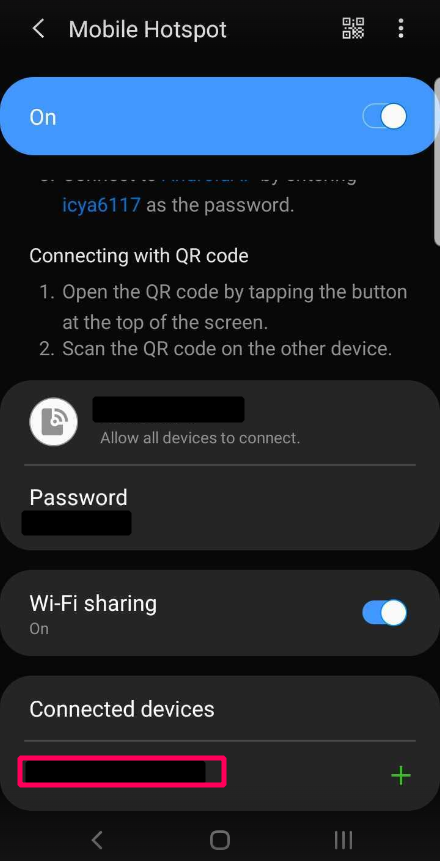 Mobile Hotspot
On
icya6117 as the password.
Connecting with QR code
1. Open the QR code by tapping the button
at the top of the screen.
2. Scan the QR code on the other device.
Allow all devices to connect.
Password
Wi-Fi sharing
On
Connected devices